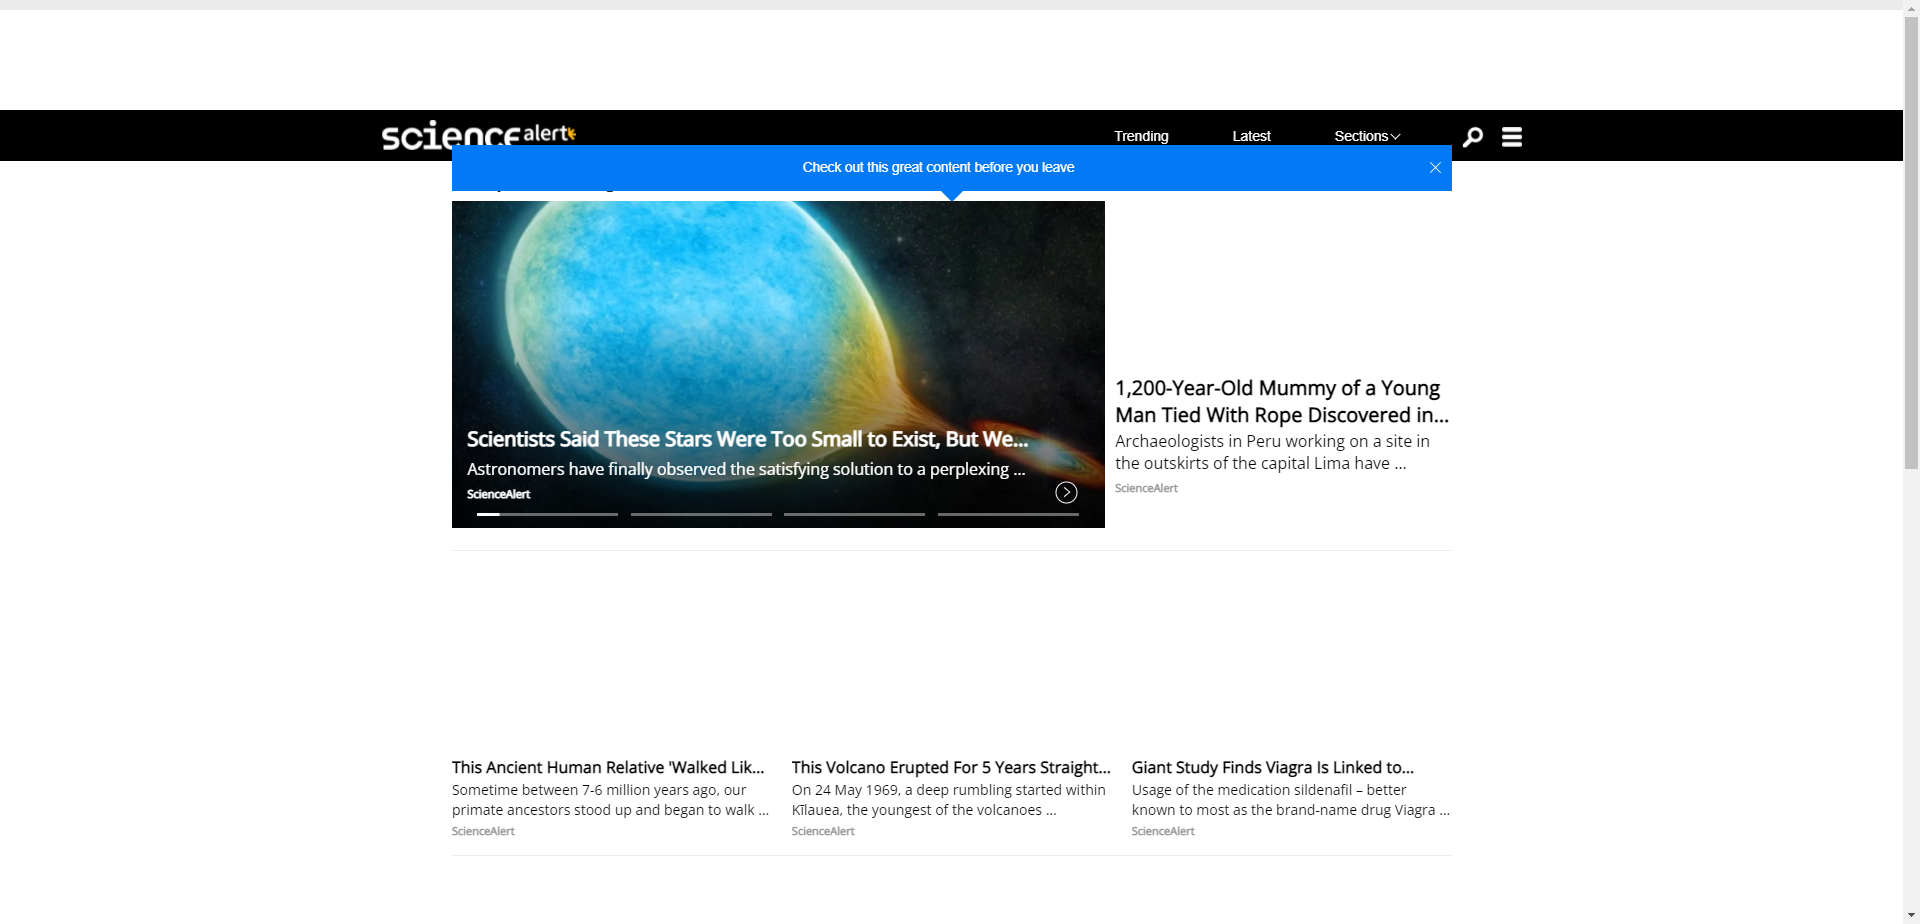 science alert
Trending
Latest
Sections
Check out this great content before you leave
Scientists Said These Stars Were Too Small to Exist, But We...
Astronomers have finally observed the satisfying solution to a perplexing ...
ScienceAlert
1,200-Year-Old Mummy of a Young
Man Tied With Rope Discovered in...
Archaeologists in Peru working on a site in
the outskirts of the capital Lima have ...
ScienceAlert
This Ancient Human Relative 'Walked Lik...
Sometime between 7-6 million years ago, our
primate ancestors stood up and began to walk ...
ScienceAlert
This Volcano Erupted For 5 Years Straight...
On 24 May 1969, a deep rumbling started within
Kīlauea, the youngest of the volcanoes ...
ScienceAlert
Giant Study Finds Viagra Is Linked to...
Usage of the medication sildenafil – better
known to most as the brand-name drug Viagra ...
ScienceAlert